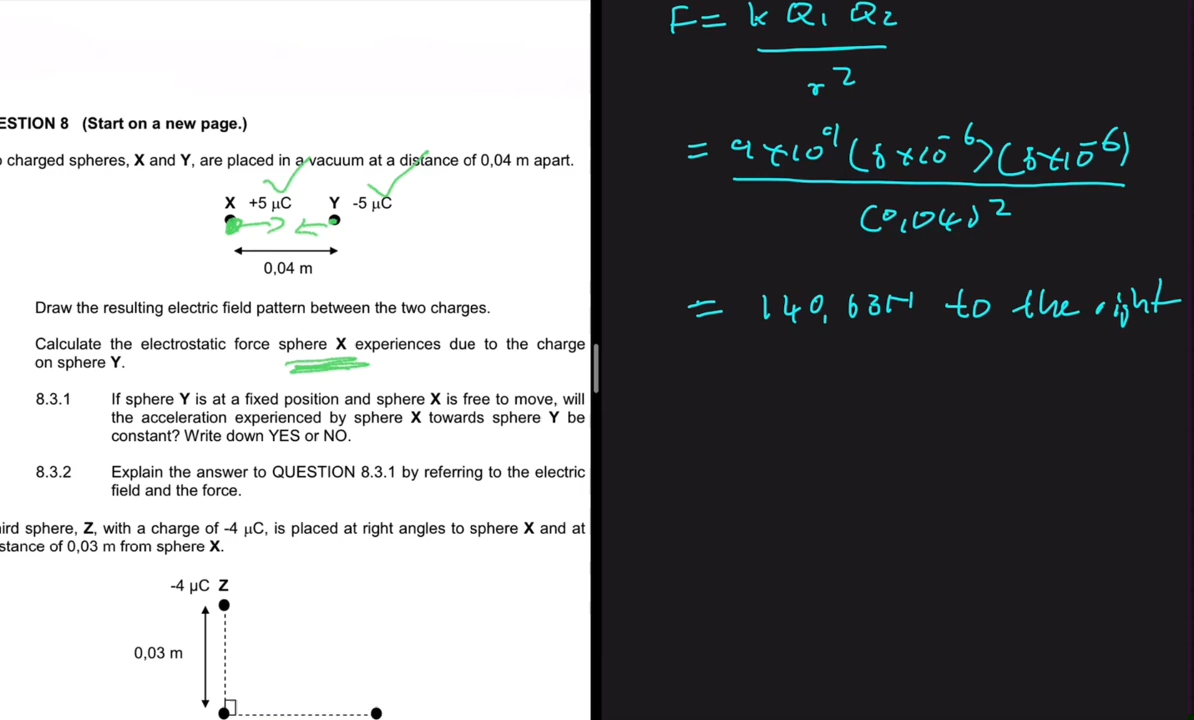 ESTION 8 (Start on a new page.)
o charged spheres, X and Y, are placed in a vacuum at a distance of 0,04 m apart.
X +5 μC Y -5 μC
0,04 m
Draw the resulting electric field pattern between the two charges.
Calculate the electrostatic force sphere X experiences due to the charge
on sphere Y.
8.3.1 If sphere Y is at a fixed position and sphere X is free to move, will
the acceleration experienced by sphere X towards sphere Y be
constant? Write down YES or NO.
8.3.2 Explain the answer to QUESTION 8.3.1 by referring to the electric
field and the force.
ird sphere, Z, with a charge of -4 μC, is placed at right angles to sphere X and at
stance of 0,03 m from sphere X.
-4 μC Z
0,03 m
F = k Q1 Q2
r²
= 9×10⁹ (5×10⁻⁶)(5×10⁻⁶)
(0,04)²
= 140,63N to the right